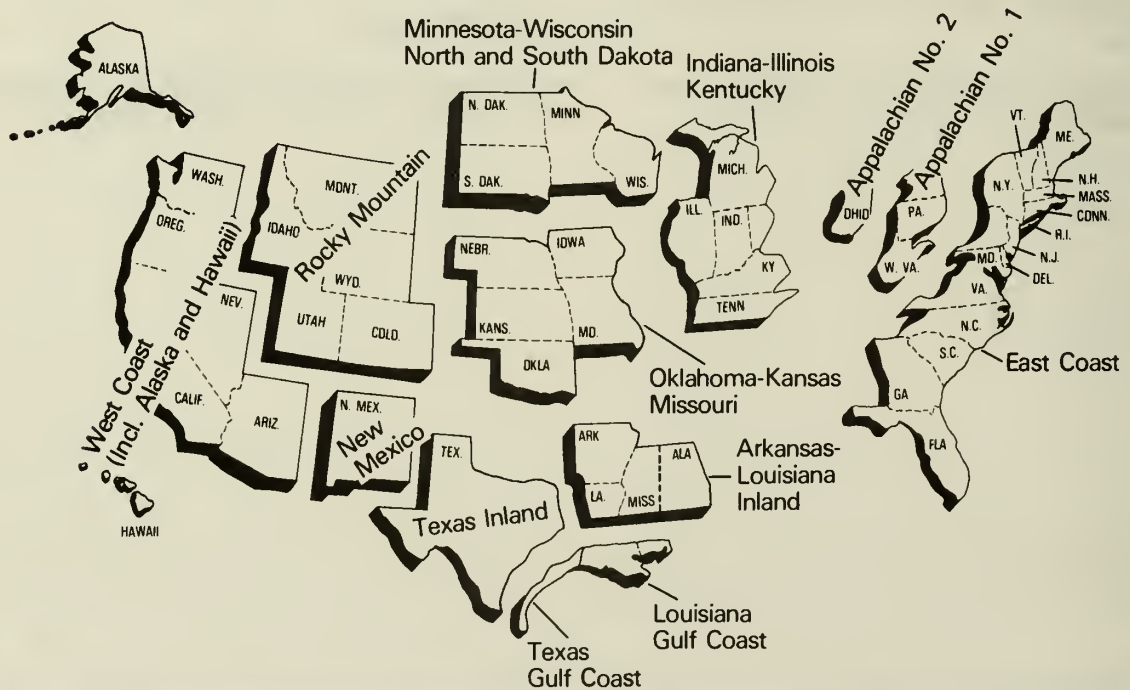 Minnesota-Wisconsin
North and South Dakota
Indiana-Illinois
Kentucky
Appalachian No. 2
Appalachian No. 1
ALASKA
N. DAK.
MINN
S. DAK.
WIS.
MICH.
ILL.
IND.
KY
TENN
OHIO
PA.
W. VA.
VT.
ME.
N.Y.
N.H.
MASS.
CONN.
R.I.
N.J.
MD.
DEL.
VA.
N.C.
S.C.
GA
FLA
East Coast
WASH.
OREG.
NEV.
CALIF.
ARIZ.
West Coast
(Incl. Alaska and Hawaii)
HAWAII
MONT.
IDAHO
WYD.
UTAH
COLD.
Rocky Mountain
NEBR.
IOWA
KANS.
MD.
OKLA
Oklahoma-Kansas
Missouri
N. MEX.
New
Mexico
TEX.
Texas Inland
ARK
LA.
MISS
ALA
Arkansas-
Louisiana
Inland
Louisiana
Gulf Coast
Texas
Gulf Coast